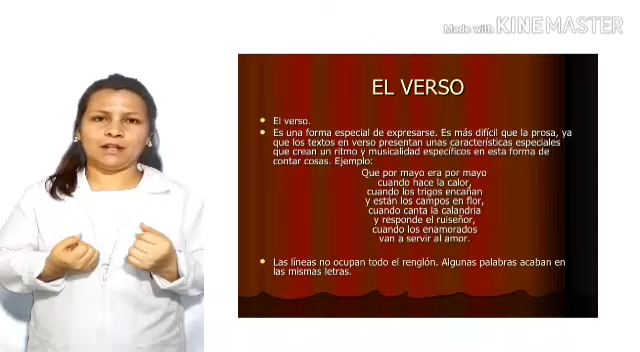 Made with KINEMASTER
EL VERSO
El verso.
Es una forma especial de expresarse. Es más difícil que la prosa, ya
que los textos en verso presentan unas características especiales
que crean un ritmo y musicalidad específicos en esta forma de
contar cosas. Ejemplo:
Que por mayo era por mayo
cuando hace la calor,
cuando los trigos encañan
y están los campos en flor,
cuando canta la calandria
y responde el ruiseñor,
cuando los enamorados
van a servir al amor.
Las líneas no ocupan todo el renglón. Algunas palabras acaban en
las mismas letras.